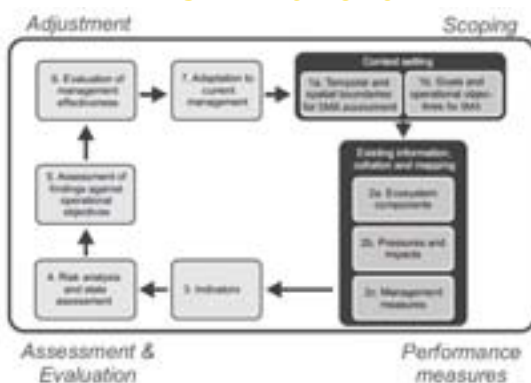 Adjustment
Scoping
6. Evaluation of
management
effectiveness
7. Adaptation to
current
management
Context setting
1a. Temporal and
spatial boundaries
for SMA assessment
1b. Goals and
operational objec-
tives for SMA
Existing information,
collation and mapping
2a. Ecosystem
components
2b. Pressures and
impacts
2c. Management
measures
3. Indicators
4. Risk analysis
and state
assessment
5. Assessment of
findings against
operational
objectives
Assessment &
Evaluation
Performance
measures